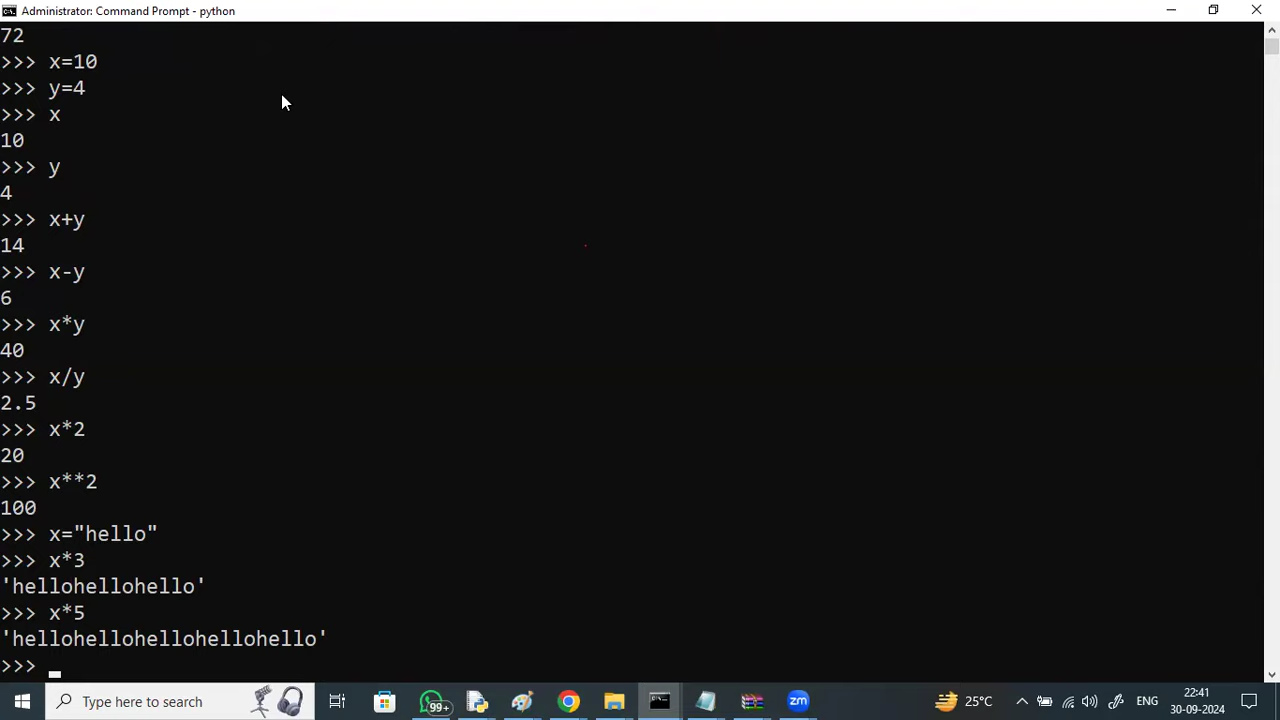 Administrator: Command Prompt - python
72
>>> x=10
>>> y=4
>>> x
10
>>> y
4
>>> x+y
14
>>> x-y
6
>>> x*y
40
>>> x/y
2.5
>>> x*2
20
>>> x**2
100
>>> x="hello"
>>> x*3
'hellohellohello'
>>> x*5
'hellohellohellohellohello'
>>>
Type here to search
99+
zm
25°C
ENG
22:41
30-09-2024